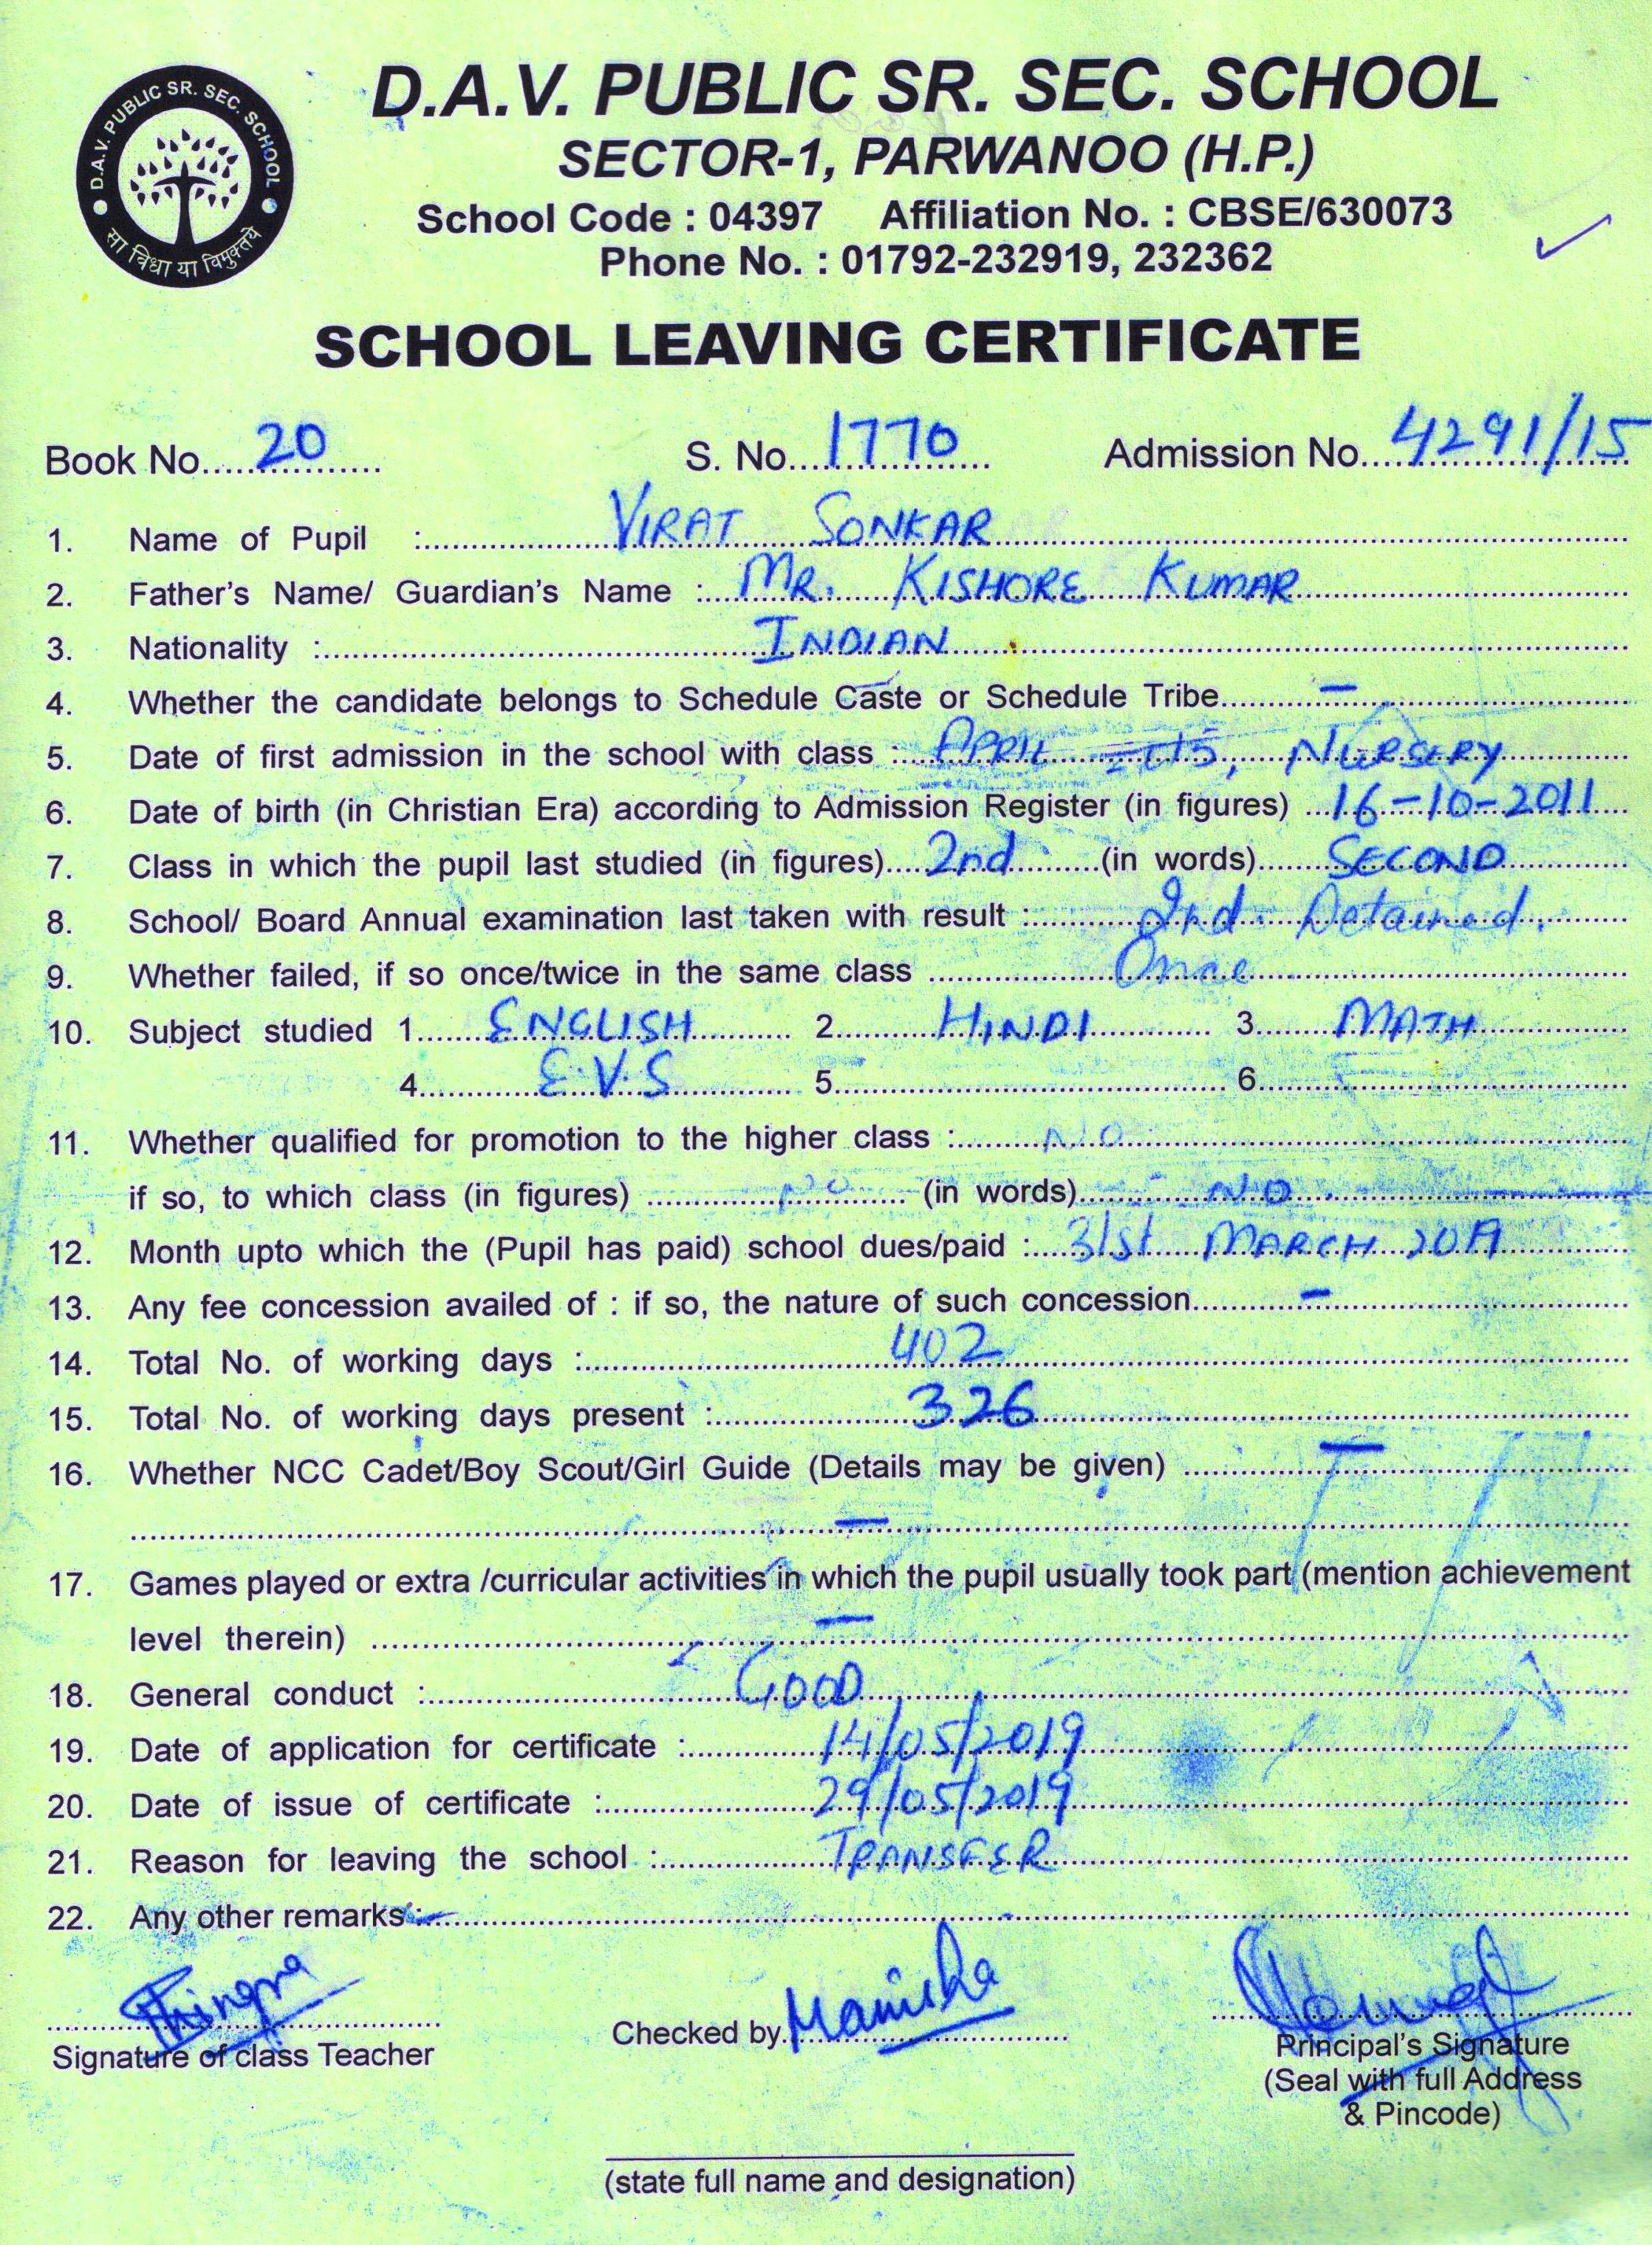 D.A.V. PUBLIC SR. SEC. SCHOOL
सा विद्या या विमुक्तये
D.A.V. PUBLIC SR. SEC. SCHOOL
SECTOR-1, PARWANOO (H.P.)
School Code : 04397 Affiliation No. : CBSE/630073
Phone No. : 01792-232919, 232362
SCHOOL LEAVING CERTIFICATE
Book No. 20 S. No. 1770 Admission No. 4291/15
1. Name of Pupil : VIRAT SONKAR
2. Father's Name/ Guardian's Name : MR. KISHORE KUMAR
3. Nationality : INDIAN
4. Whether the candidate belongs to Schedule Caste or Schedule Tribe –
5. Date of first admission in the school with class : APRIL 2015, NURSERY
6. Date of birth (in Christian Era) according to Admission Register (in figures) 16-10-2011
7. Class in which the pupil last studied (in figures) 2nd (in words) SECOND
8. School/ Board Annual examination last taken with result : 2nd. Detained.
9. Whether failed, if so once/twice in the same class Once
10. Subject studied 1. ENGLISH 2. HINDI 3. MATH
4. E.V.S 5. 6.
11. Whether qualified for promotion to the higher class : NO
if so, to which class (in figures) NO (in words) NO
12. Month upto which the (Pupil has paid) school dues/paid : 31st MARCH 2019
13. Any fee concession availed of : if so, the nature of such concession –
14. Total No. of working days : 402
15. Total No. of working days present : 326
16. Whether NCC Cadet/Boy Scout/Girl Guide (Details may be given) –
–
17. Games played or extra /curricular activities in which the pupil usually took part (mention achievement
level therein) –
18. General conduct : GOOD
19. Date of application for certificate : 14/05/2019
20. Date of issue of certificate : 29/05/2019
21. Reason for leaving the school : TRANSFER
22. Any other remarks : –
Signature of class Teacher
Checked by Manisha
Principal's Signature
(Seal with full Address
& Pincode)
(state full name and designation)